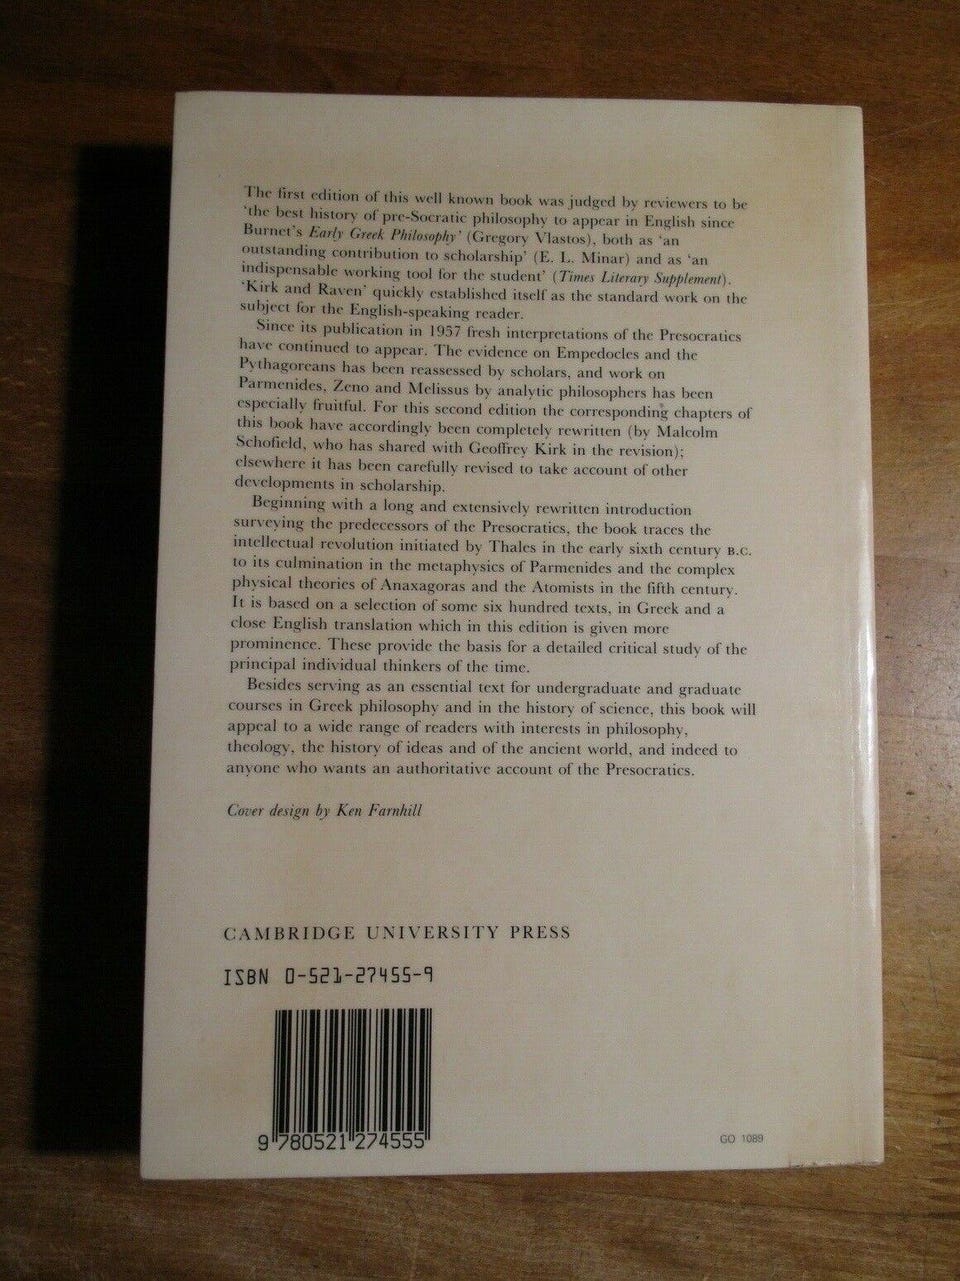 The first edition of this well known book was judged by reviewers to be
'the best history of pre-Socratic philosophy to appear in English since
Burnet's Early Greek Philosophy' (Gregory Vlastos), both as 'an
outstanding contribution to scholarship' (E. L. Minar) and as 'an
indispensable working tool for the student' (Times Literary Supplement).
'Kirk and Raven' quickly established itself as the standard work on the
subject for the English-speaking reader.
Since its publication in 1957 fresh interpretations of the Presocratics
have continued to appear. The evidence on Empedocles and the
Pythagoreans has been reassessed by scholars, and work on
Parmenides, Zeno and Melissus by analytic philosophers has been
especially fruitful. For this second edition the corresponding chapters of
this book have accordingly been completely rewritten (by Malcolm
Schofield, who has shared with Geoffrey Kirk in the revision);
elsewhere it has been carefully revised to take account of other
developments in scholarship.
Beginning with a long and extensively rewritten introduction
surveying the predecessors of the Presocratics, the book traces the
intellectual revolution initiated by Thales in the early sixth century B.C.
to its culmination in the metaphysics of Parmenides and the complex
physical theories of Anaxagoras and the Atomists in the fifth century.
It is based on a selection of some six hundred texts, in Greek and a
close English translation which in this edition is given more
prominence. These provide the basis for a detailed critical study of the
principal individual thinkers of the time.
Besides serving as an essential text for undergraduate and graduate
courses in Greek philosophy and in the history of science, this book will
appeal to a wide range of readers with interests in philosophy,
theology, the history of ideas and of the ancient world, and indeed to
anyone who wants an authoritative account of the Presocratics.
Cover design by Ken Farnhill
CAMBRIDGE UNIVERSITY PRESS
ISBN 0-521-27455-9
9 780521 274555
GO 1089